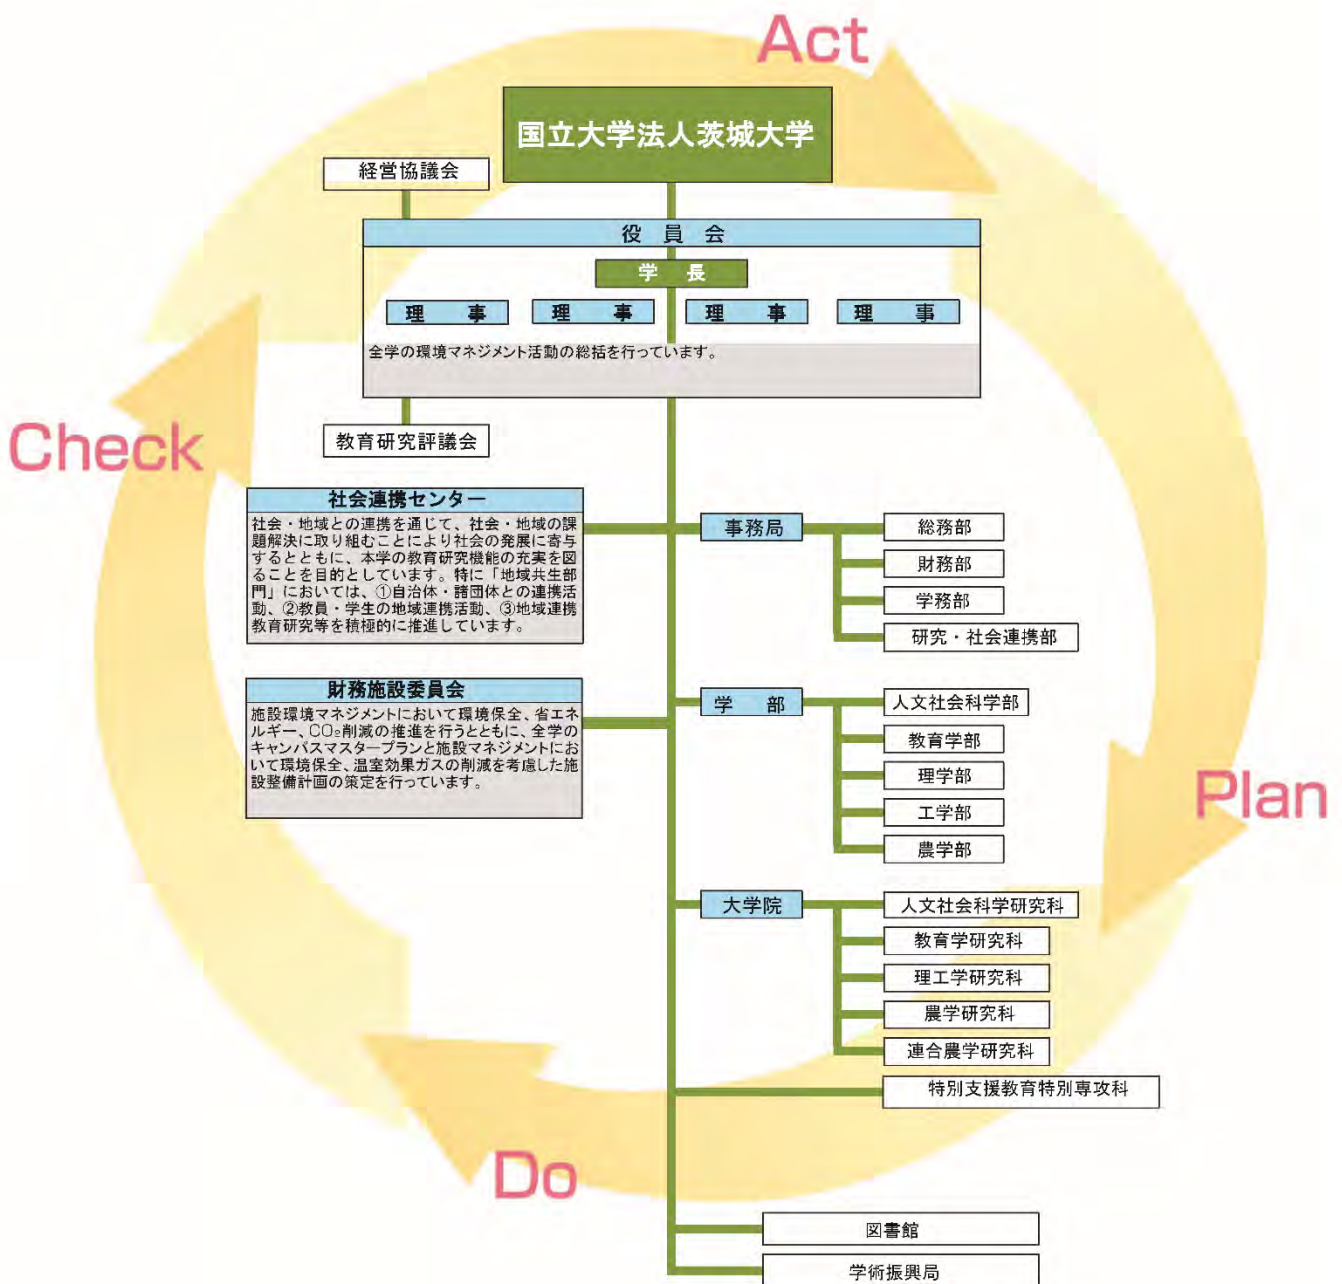 Act
国立大学法人茨城大学
経営協議会
役員会
学長
理事 理事 理事 理事
全学の環境マネジメント活動の総括を行っています。
教育研究評議会
Check
社会連携センター
社会・地域との連携を通じて、社会・地域の課
題解決に取り組むことにより社会の発展に寄与
するとともに、本学の教育研究機能の充実を図
ることを目的としています。特に「地域共生部
門」においては、①自治体・諸団体との連携活
動、②教員・学生の地域連携活動、③地域連携
教育研究等を積極的に推進しています。
財務施設委員会
施設環境マネジメントにおいて環境保全、省エネ
ルギー、CO₂削減の推進を行うとともに、全学の
キャンパスマスタープランと施設マネジメントにお
いて環境保全、温室効果ガスの削減を考慮した施
設整備計画の策定を行っています。
事務局
総務部
財務部
学務部
研究・社会連携部
学部
人文社会科学部
教育学部
理学部
工学部
農学部
Plan
大学院
人文社会科学研究科
教育学研究科
理工学研究科
農学研究科
連合農学研究科
特別支援教育特別専攻科
Do
図書館
学術振興局